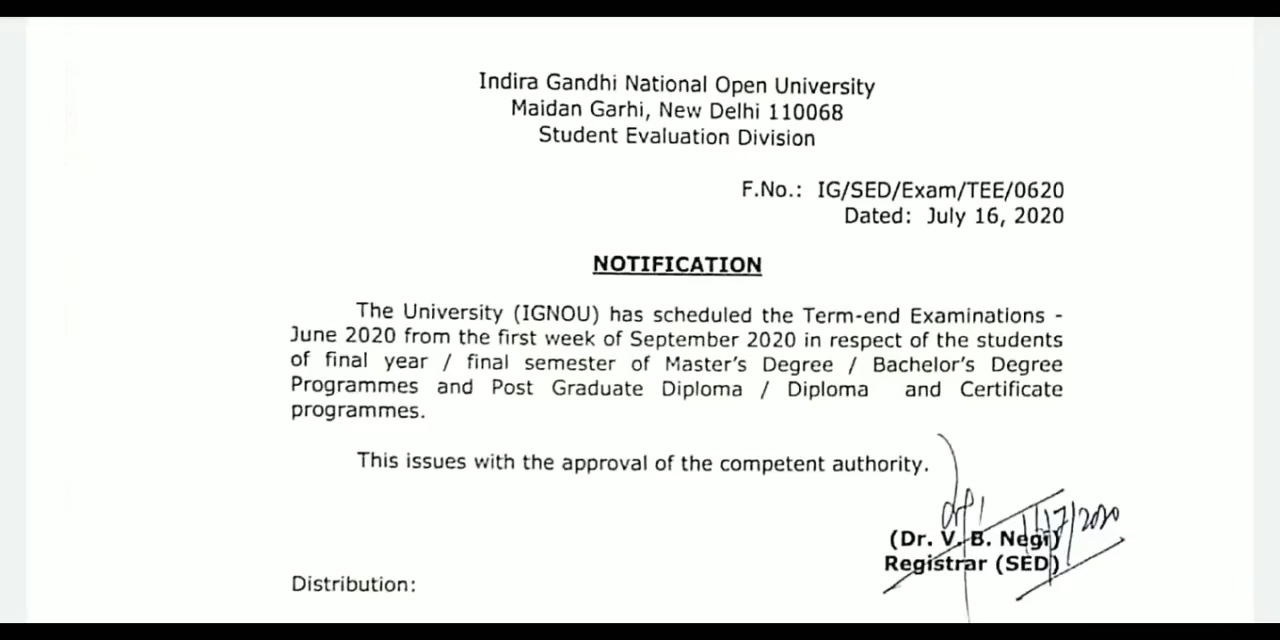 Indira Gandhi National Open University
Maidan Garhi, New Delhi 110068
Student Evaluation Division
F.No.: IG/SED/Exam/TEE/0620
Dated: July 16, 2020
NOTIFICATION
The University (IGNOU) has scheduled the Term-end Examinations -
June 2020 from the first week of September 2020 in respect of the students
of final year / final semester of Master's Degree / Bachelor's Degree
Programmes and Post Graduate Diploma / Diploma and Certificate
programmes.
This issues with the approval of the competent authority.
(Dr. V. B. Negi)
Registrar (SED)
Distribution: